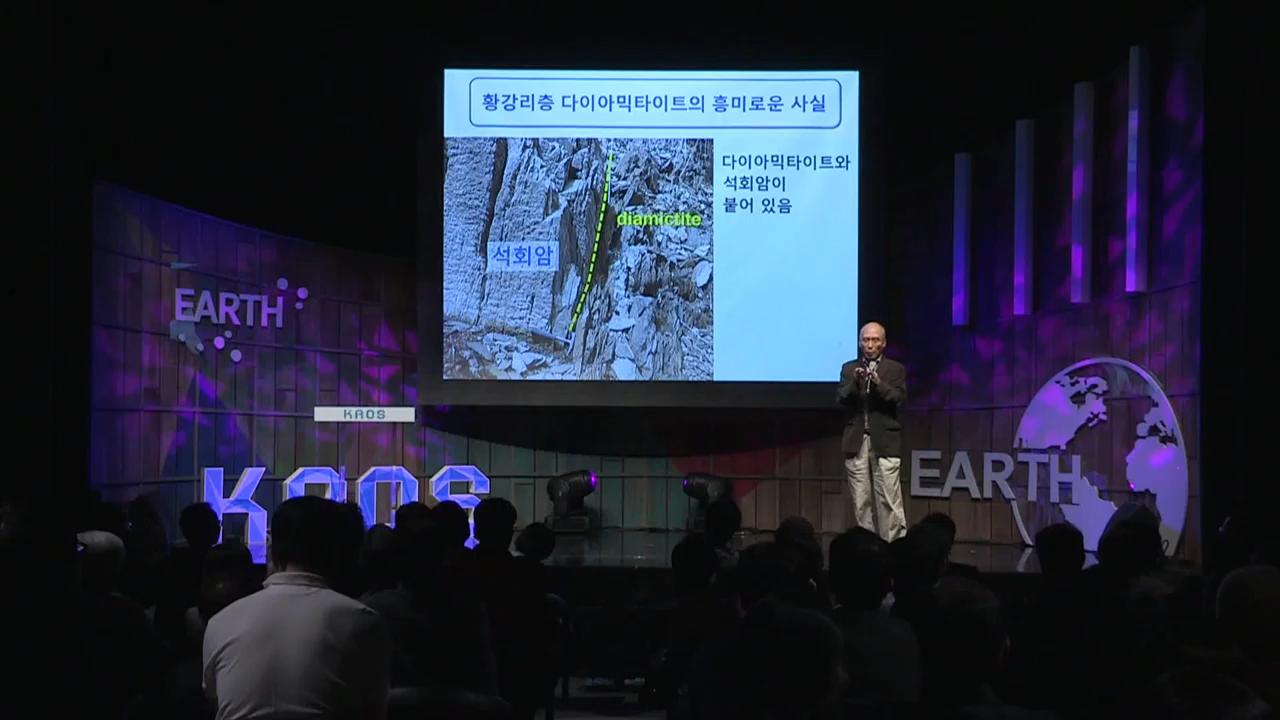 황강리층 다이아믹타이트의 흥미로운 사실
다이아믹타이트와
석회암이
붙어 있음
diamictite
석회암
EARTH
KAOS
KAOS
EARTH